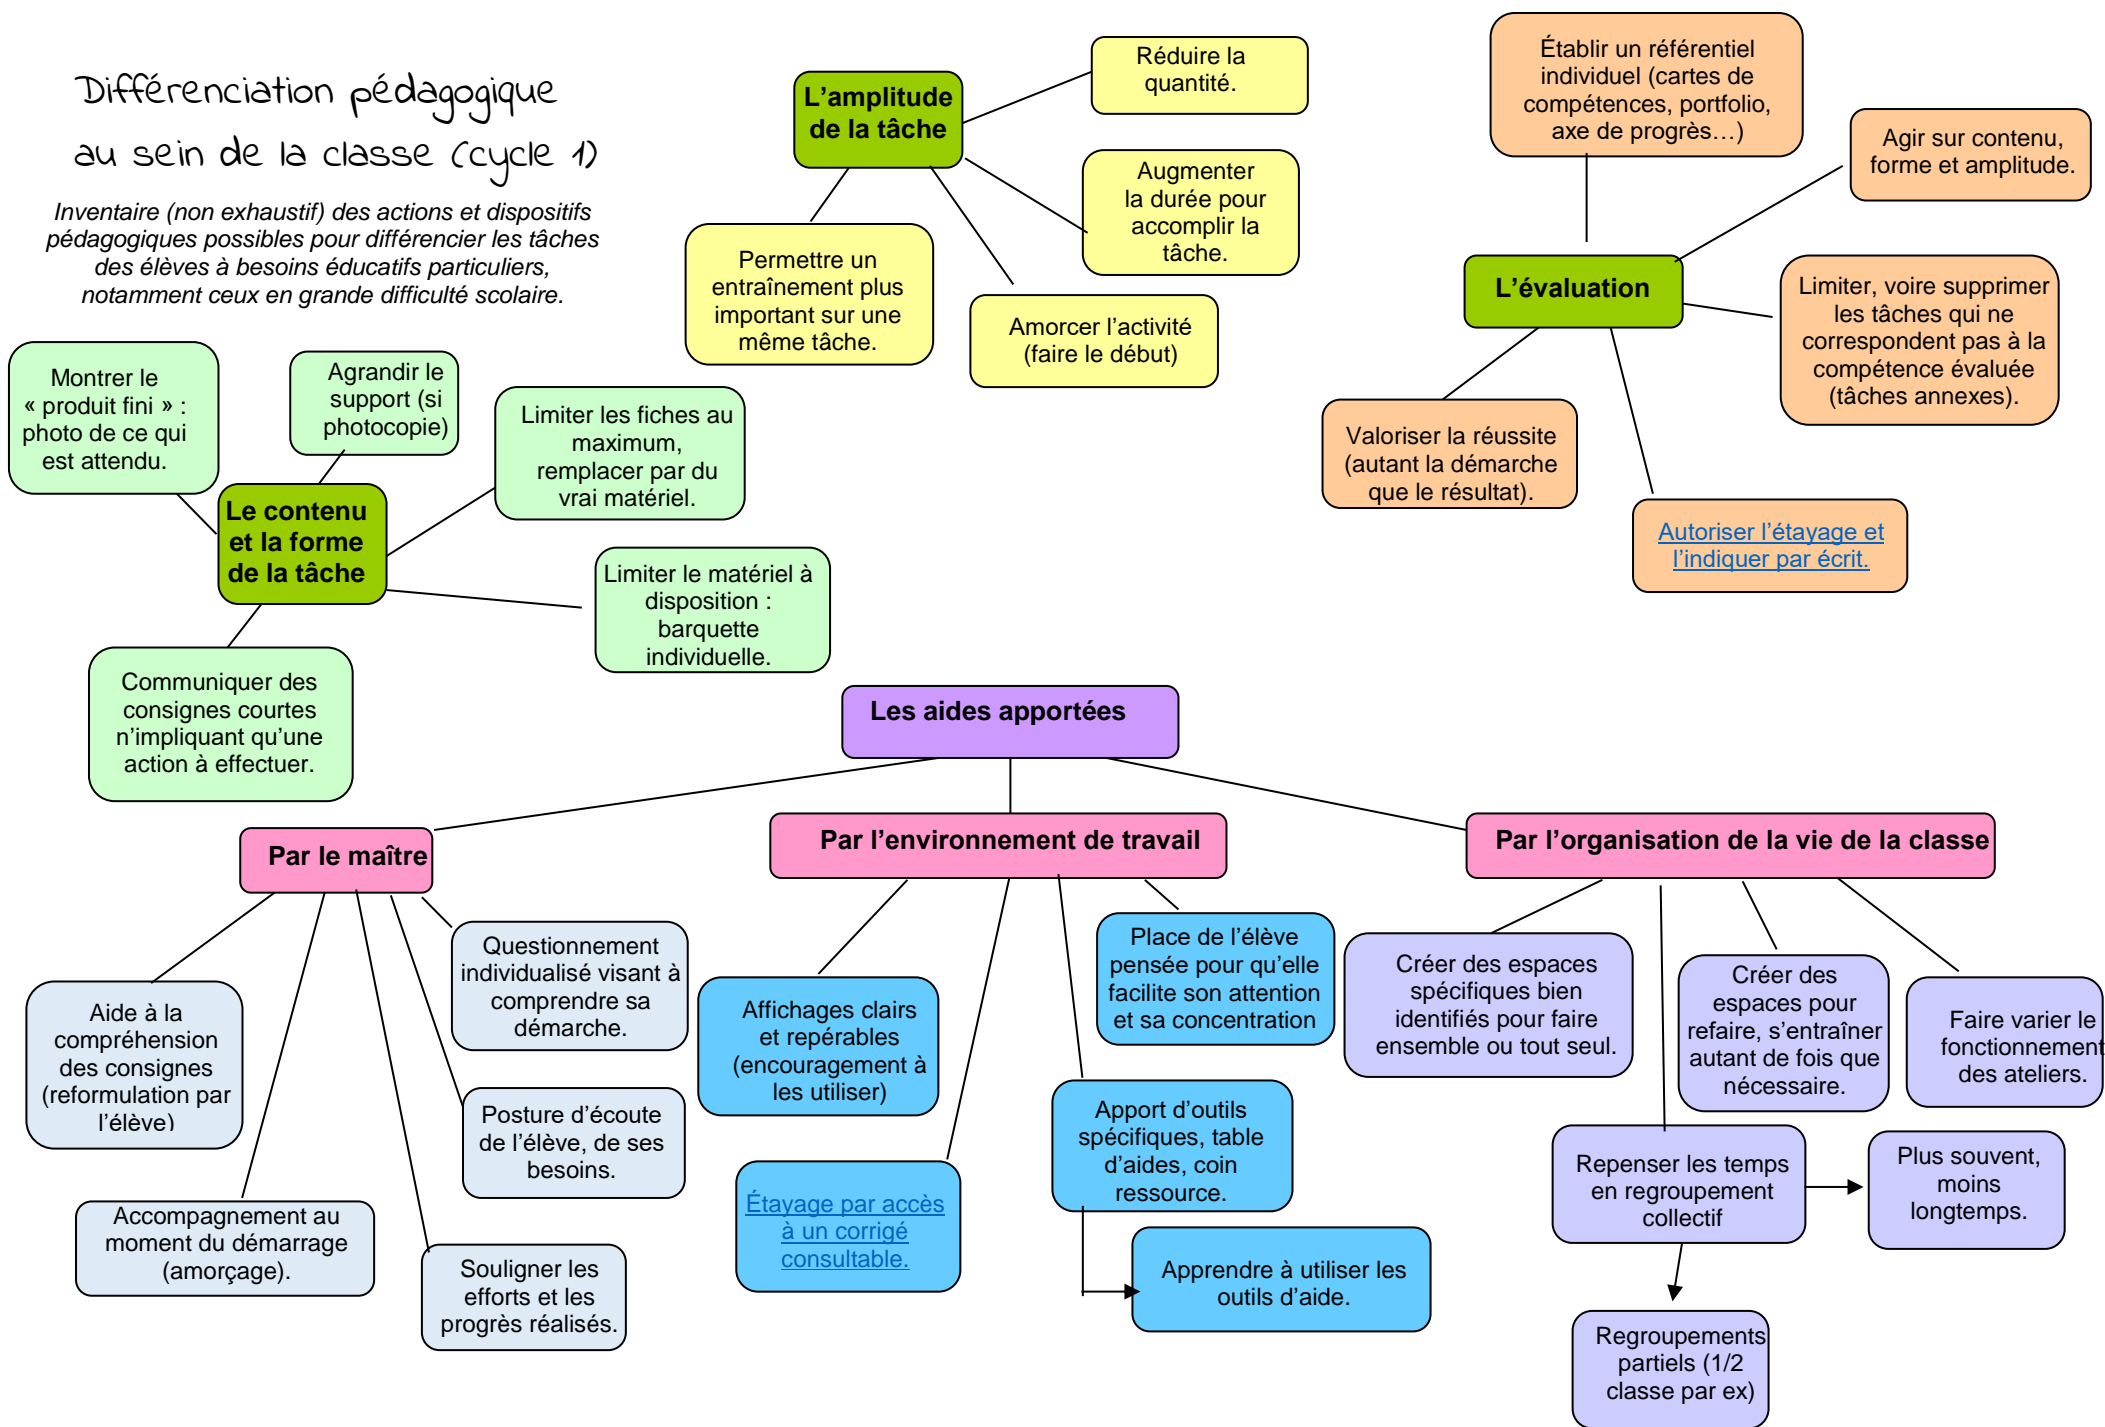 Différenciation pédagogique
au sein de la classe (cycle 1)
Inventaire (non exhaustif) des actions et dispositifs
pédagogiques possibles pour différencier les tâches
des élèves à besoins éducatifs particuliers,
notamment ceux en grande difficulté scolaire.
L’amplitude
de la tâche
Réduire la
quantité.
Augmenter
la durée pour
accomplir la
tâche.
Permettre un
entraînement plus
important sur une
même tâche.
Amorcer l’activité
(faire le début)
Établir un référentiel
individuel (cartes de
compétences, portfolio,
axe de progrès…)
Agir sur contenu,
forme et amplitude.
L’évaluation
Limiter, voire supprimer
les tâches qui ne
correspondent pas à la
compétence évaluée
(tâches annexes).
Valoriser la réussite
(autant la démarche
que le résultat).
Autoriser l’étayage et
l’indiquer par écrit.
Montrer le
« produit fini » :
photo de ce qui
est attendu.
Agrandir le
support (si
photocopie)
Limiter les fiches au
maximum,
remplacer par du
vrai matériel.
Le contenu
et la forme
de la tâche
Limiter le matériel à
disposition :
barquette
individuelle.
Communiquer des
consignes courtes
n’impliquant qu’une
action à effectuer.
Les aides apportées
Par le maître
Par l’environnement de travail
Par l’organisation de la vie de la classe
Questionnement
individualisé visant à
comprendre sa
démarche.
Aide à la
compréhension
des consignes
(reformulation par
l’élève)
Posture d’écoute
de l’élève, de ses
besoins.
Accompagnement au
moment du démarrage
(amorçage).
Souligner les
efforts et les
progrès réalisés.
Place de l’élève
pensée pour qu’elle
facilite son attention
et sa concentration
Affichages clairs
et repérables
(encouragement à
les utiliser)
Apport d’outils
spécifiques, table
d’aides, coin
ressource.
Étayage par accès
à un corrigé
consultable.
Apprendre à utiliser les
outils d’aide.
Créer des espaces
spécifiques bien
identifiés pour faire
ensemble ou tout seul.
Créer des
espaces pour
refaire, s’entraîner
autant de fois que
nécessaire.
Faire varier le
fonctionnement
des ateliers.
Repenser les temps
en regroupement
collectif
Plus souvent,
moins
longtemps.
Regroupements
partiels (1/2
classe par ex)